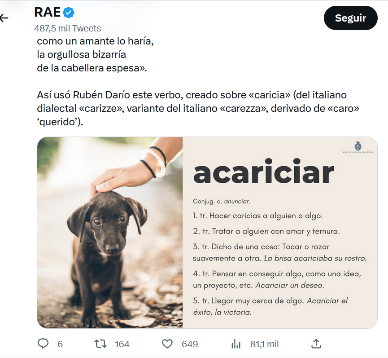 RAE
487,5 mil Tweets
Seguir
como un amante lo haría,
la orgullosa bizarría
de la cabellera espesa».
Así usó Rubén Darío este verbo, creado sobre «caricia» (del italiano
dialectal «carizze», variante del italiano «carezza», derivado de «caro»
‘querido’).
acariciar
Conjug. c. anunciar.
1. tr. Hacer caricias a alguien o algo.
2. tr. Tratar a alguien con amor y ternura.
3. tr. Dicho de una cosa: Tocar o rozar
suavemente a otra. La brisa acariciaba su rostro.
4. tr. Pensar en conseguir algo, como una idea,
un proyecto, etc. Acariciar un deseo.
5. tr. Llegar muy cerca de algo. Acariciar el
éxito, la victoria.
6 164 649 81,1 mil